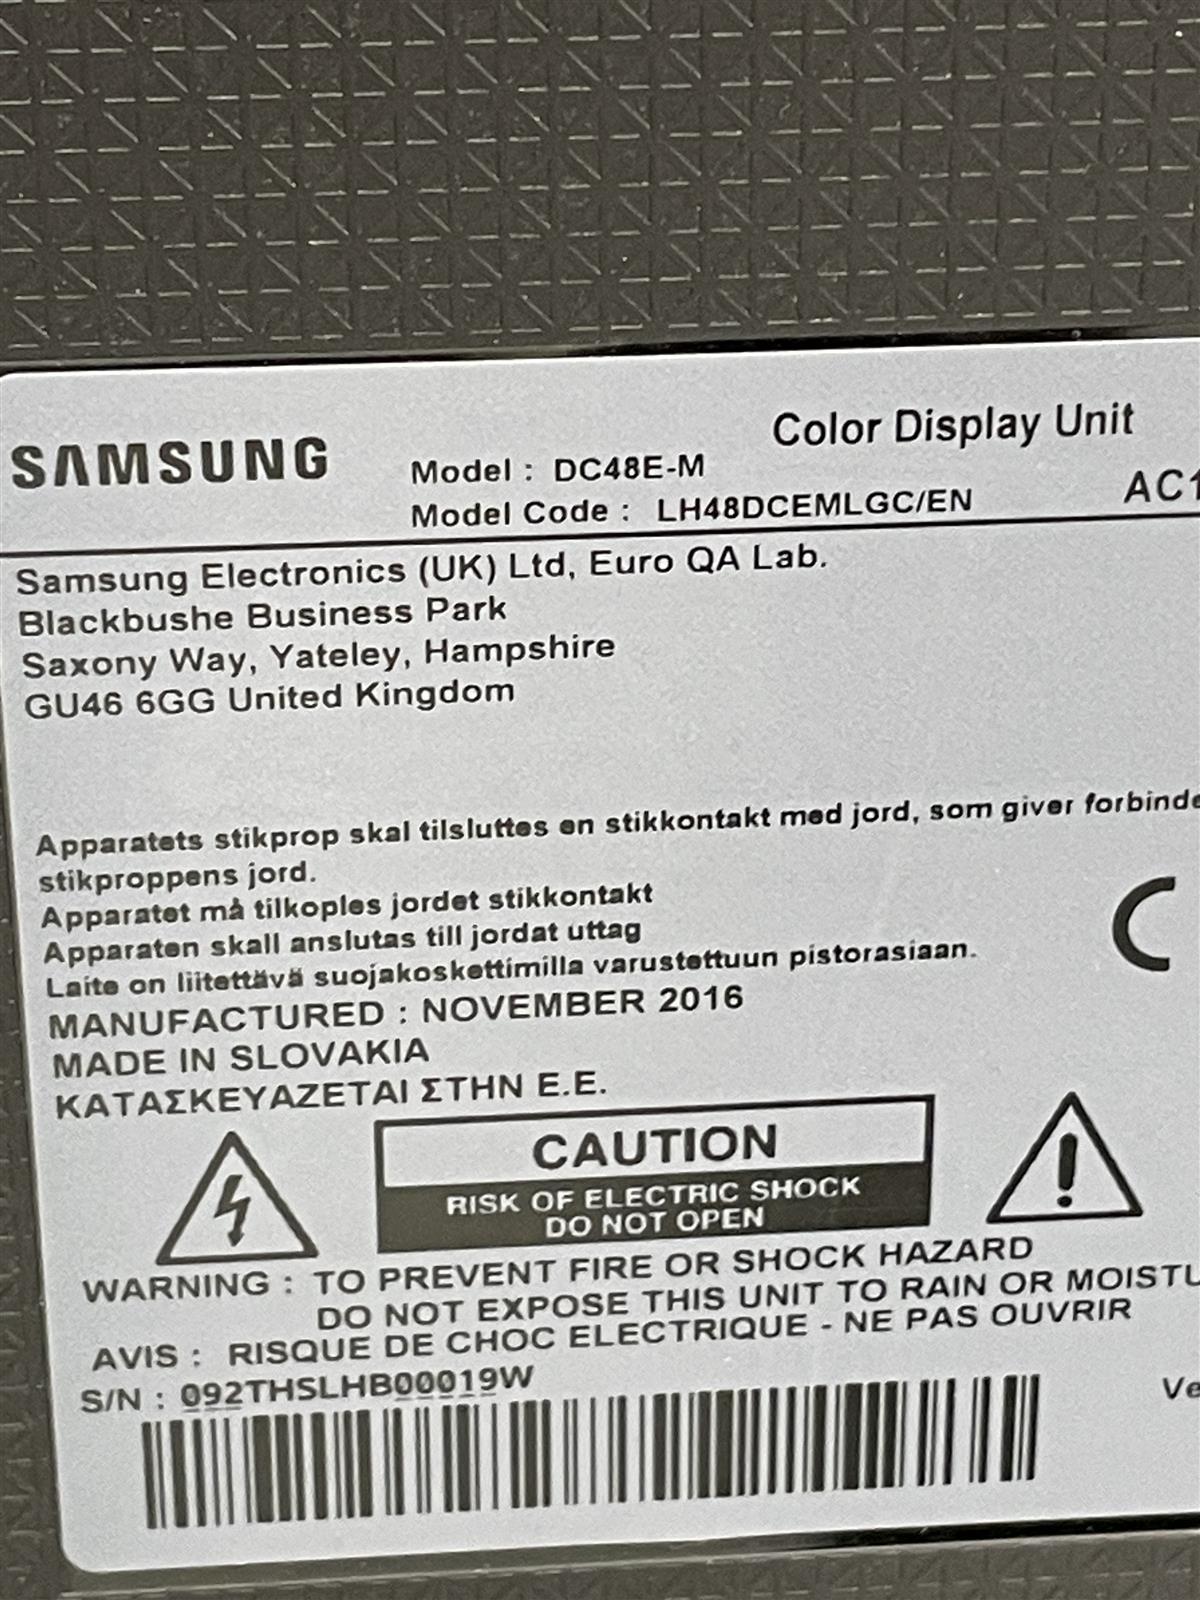 Color Display Unit
SAMSUNG
Model : DC48E-M
Model Code : LH48DCEMLGC/EN
AC1
Samsung Electronics (UK) Ltd, Euro QA Lab.
Blackbushe Business Park
Saxony Way, Yateley, Hampshire
GU46 6GG United Kingdom
Apparatets stikprop skal tilsluttes en stikkontakt med jord, som giver forbinde
stikproppens jord.
Apparatet må tilkoples jordet stikkontakt
Apparaten skall anslutas till jordat uttag
Laite on liitettävä suojakoskettimilla varustettuun pistorasiaan.
MANUFACTURED : NOVEMBER 2016
MADE IN SLOVAKIA
ΚΑΤΑΣΚΕΥΑΖΕΤΑΙ ΣΤΗΝ Ε.Ε.
CE
CAUTION
RISK OF ELECTRIC SHOCK
DO NOT OPEN
WARNING : TO PREVENT FIRE OR SHOCK HAZARD
DO NOT EXPOSE THIS UNIT TO RAIN OR MOISTU
AVIS : RISQUE DE CHOC ELECTRIQUE - NE PAS OUVRIR
S/N : 092THSLHB00019W
Ve